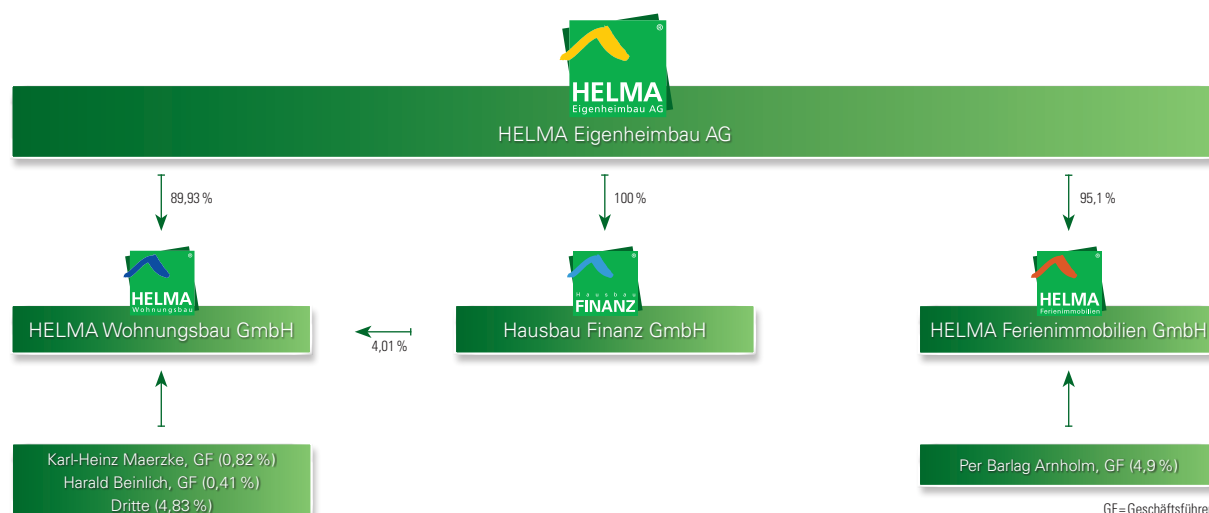 HELMA
Eigenheimbau AG
HELMA Eigenheimbau AG
89,93 %
100 %
95,1 %
HELMA
Wohnungsbau
HELMA Wohnungsbau GmbH
4,01 %
Hausbau
FINANZ
Hausbau Finanz GmbH
HELMA
Ferienimmobilien
HELMA Ferienimmobilien GmbH
Karl-Heinz Maerzke, GF (0,82 %)
Harald Beinlich, GF (0,41 %)
Dritte (4,83 %)
Per Barlag Arnholm, GF (4,9 %)
GF = Geschäftsführer